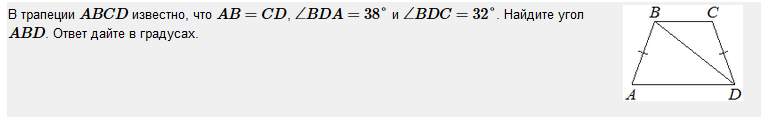 В трапеции ABCD известно, что AB = CD, ∠BDA = 38° и ∠BDC = 32°. Найдите угол
ABD. Ответ дайте в градусах.
B C
A D